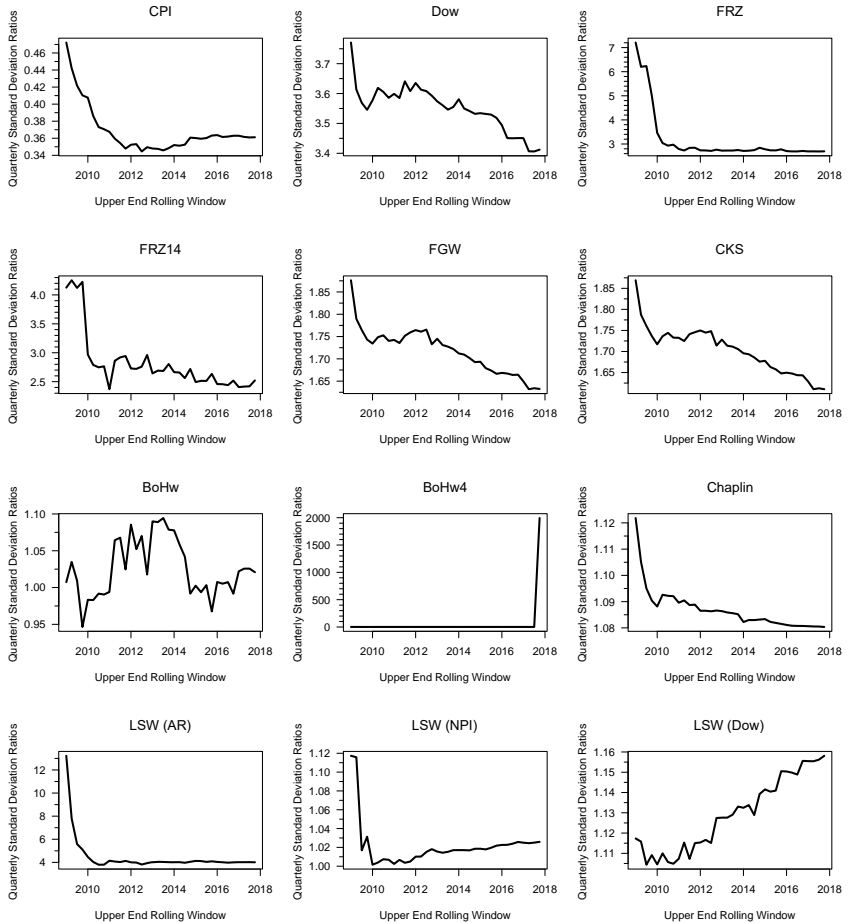 CPI
Quarterly Standard Deviation Ratios
0.46
0.44
0.42
0.40
0.38
0.36
0.34
2010 2012 2014 2016 2018
Upper End Rolling Window
Dow
Quarterly Standard Deviation Ratios
3.7
3.6
3.5
3.4
2010 2012 2014 2016 2018
Upper End Rolling Window
FRZ
Quarterly Standard Deviation Ratios
7
6
5
4
3
2010 2012 2014 2016 2018
Upper End Rolling Window
FRZ14
Quarterly Standard Deviation Ratios
4.0
3.5
3.0
2.5
2010 2012 2014 2016 2018
Upper End Rolling Window
FGW
Quarterly Standard Deviation Ratios
1.85
1.80
1.75
1.70
1.65
2010 2012 2014 2016 2018
Upper End Rolling Window
CKS
Quarterly Standard Deviation Ratios
1.85
1.80
1.75
1.70
1.65
2010 2012 2014 2016 2018
Upper End Rolling Window
BoHw
Quarterly Standard Deviation Ratios
1.10
1.05
1.00
0.95
2010 2012 2014 2016 2018
Upper End Rolling Window
BoHw4
Quarterly Standard Deviation Ratios
2000
1500
1000
500
0
2010 2012 2014 2016 2018
Upper End Rolling Window
Chaplin
Quarterly Standard Deviation Ratios
1.12
1.11
1.10
1.09
1.08
2010 2012 2014 2016 2018
Upper End Rolling Window
LSW (AR)
Quarterly Standard Deviation Ratios
12
10
8
6
4
2010 2012 2014 2016 2018
Upper End Rolling Window
LSW (NPI)
Quarterly Standard Deviation Ratios
1.12
1.10
1.08
1.06
1.04
1.02
1.00
2010 2012 2014 2016 2018
Upper End Rolling Window
LSW (Dow)
Quarterly Standard Deviation Ratios
1.16
1.15
1.14
1.13
1.12
1.11
2010 2012 2014 2016 2018
Upper End Rolling Window